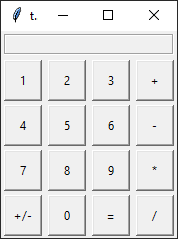 t.
1 2 3 +
4 5 6 -
7 8 9 *
+/- 0 = /